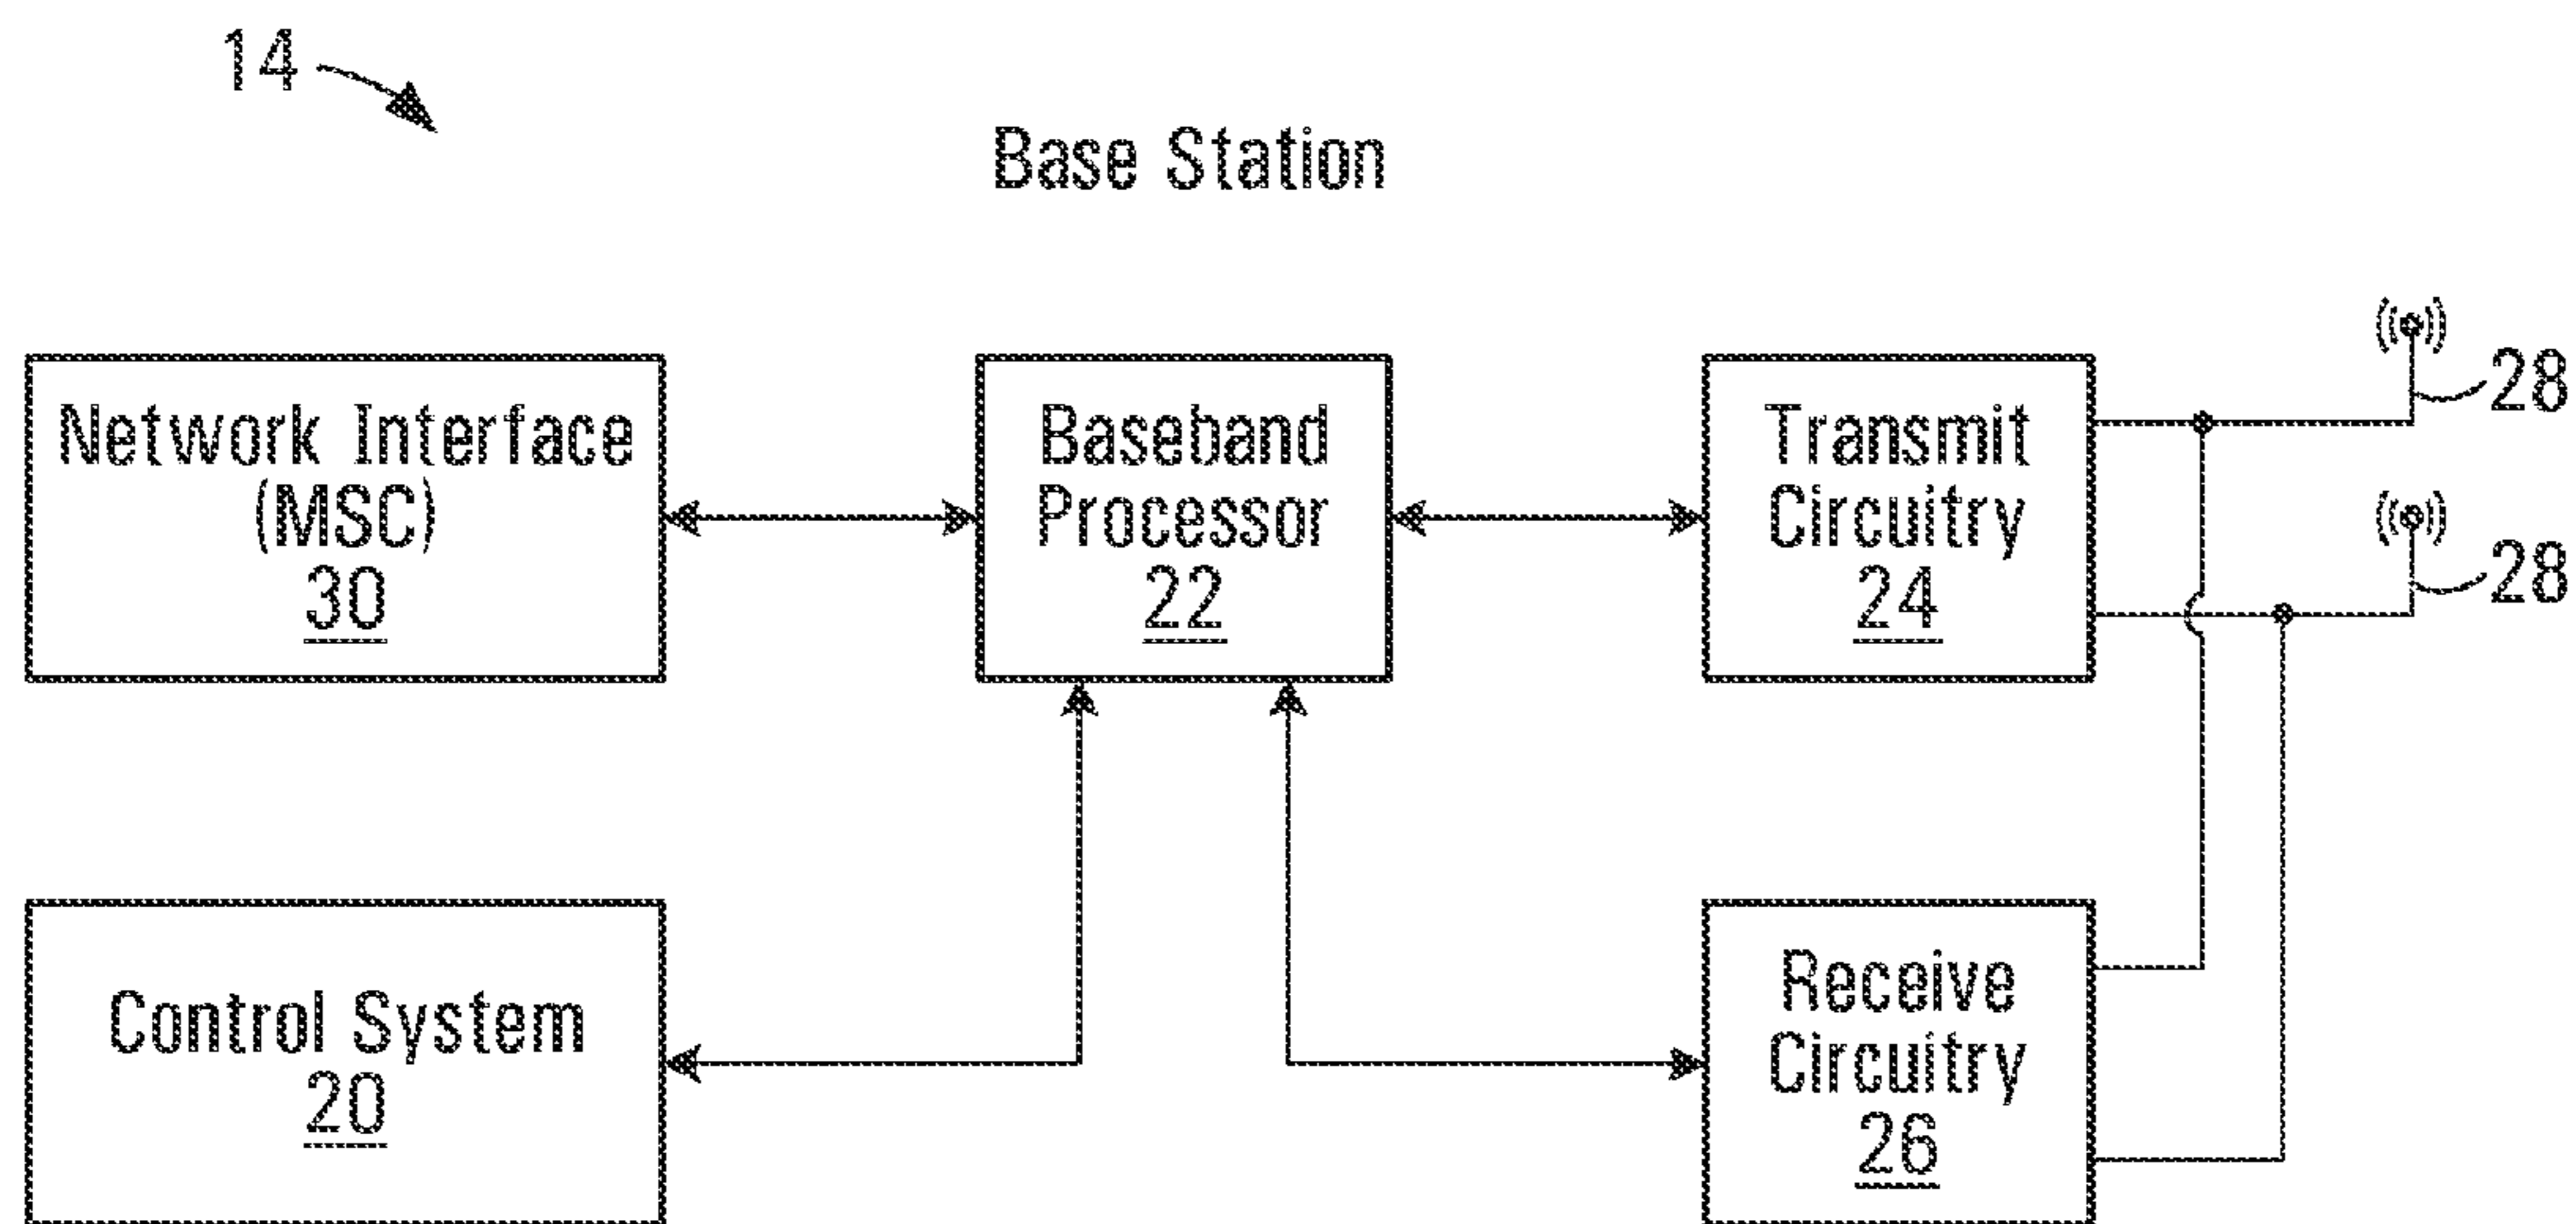 14
Base Station
Network Interface
(MSC)
30
Baseband
Processor
22
Transmit
Circuitry
24
28
28
Control System
20
Receive
Circuitry
26